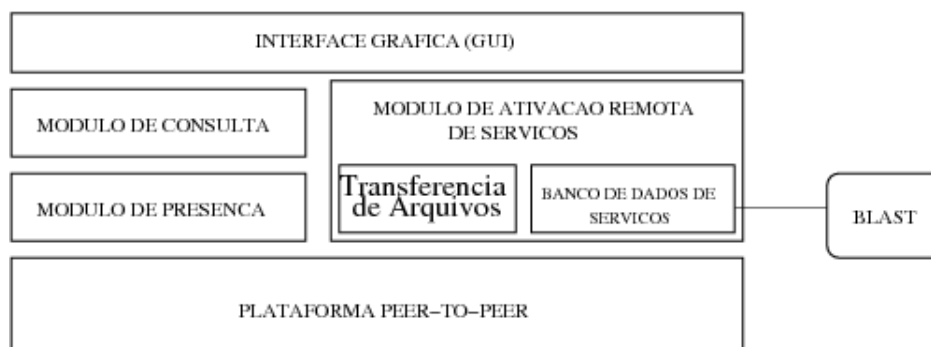 INTERFACE GRAFICA (GUI)
MODULO DE CONSULTA
MODULO DE PRESENCA
MODULO DE ATIVACAO REMOTA
DE SERVICOS
Transferencia
de Arquivos
BANCO DE DADOS DE
SERVICOS
BLAST
PLATAFORMA PEER–TO–PEER